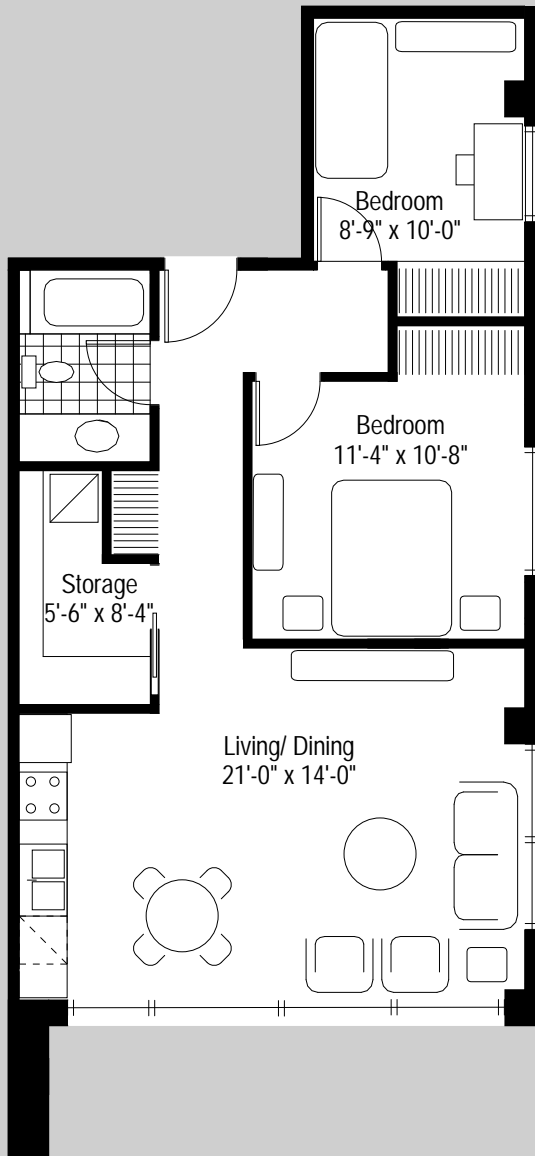 Bedroom
8'-9" x 10'-0"
Bedroom
11'-4" x 10'-8"
Storage
5'-6" x 8'-4"
Living/ Dining
21'-0" x 14'-0"